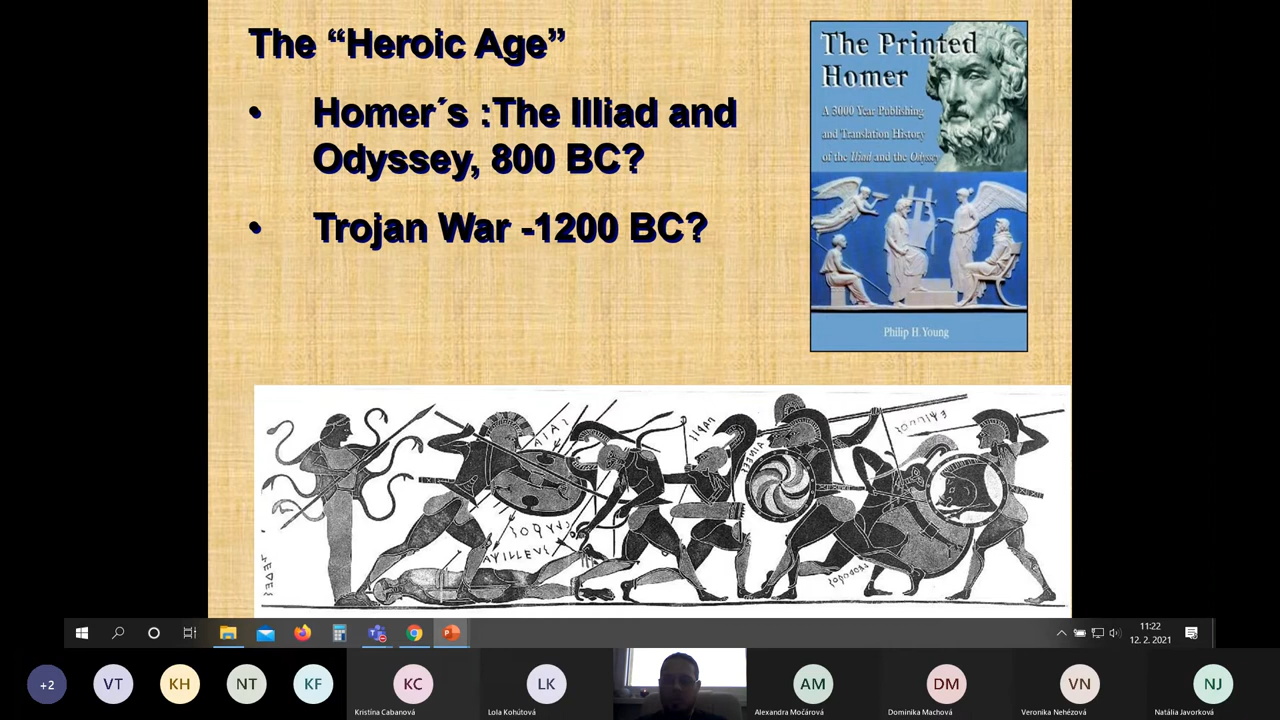 The “Heroic Age”
• Homer´s :The Illiad and
Odyssey, 800 BC?
• Trojan War -1200 BC?
The Printed
Homer
A 3000 Year Publishing
and Translation History
of the Iliad and the Odyssey
Philip H. Young
11:22
12. 2. 2021
+2
VT
KH
NT
KF
KC
Kristína Cabanová
LK
Lola Kohútová
AM
Alexandra Močárová
DM
Dominika Machová
VN
Veronika Nehézová
NJ
Natália Javorková